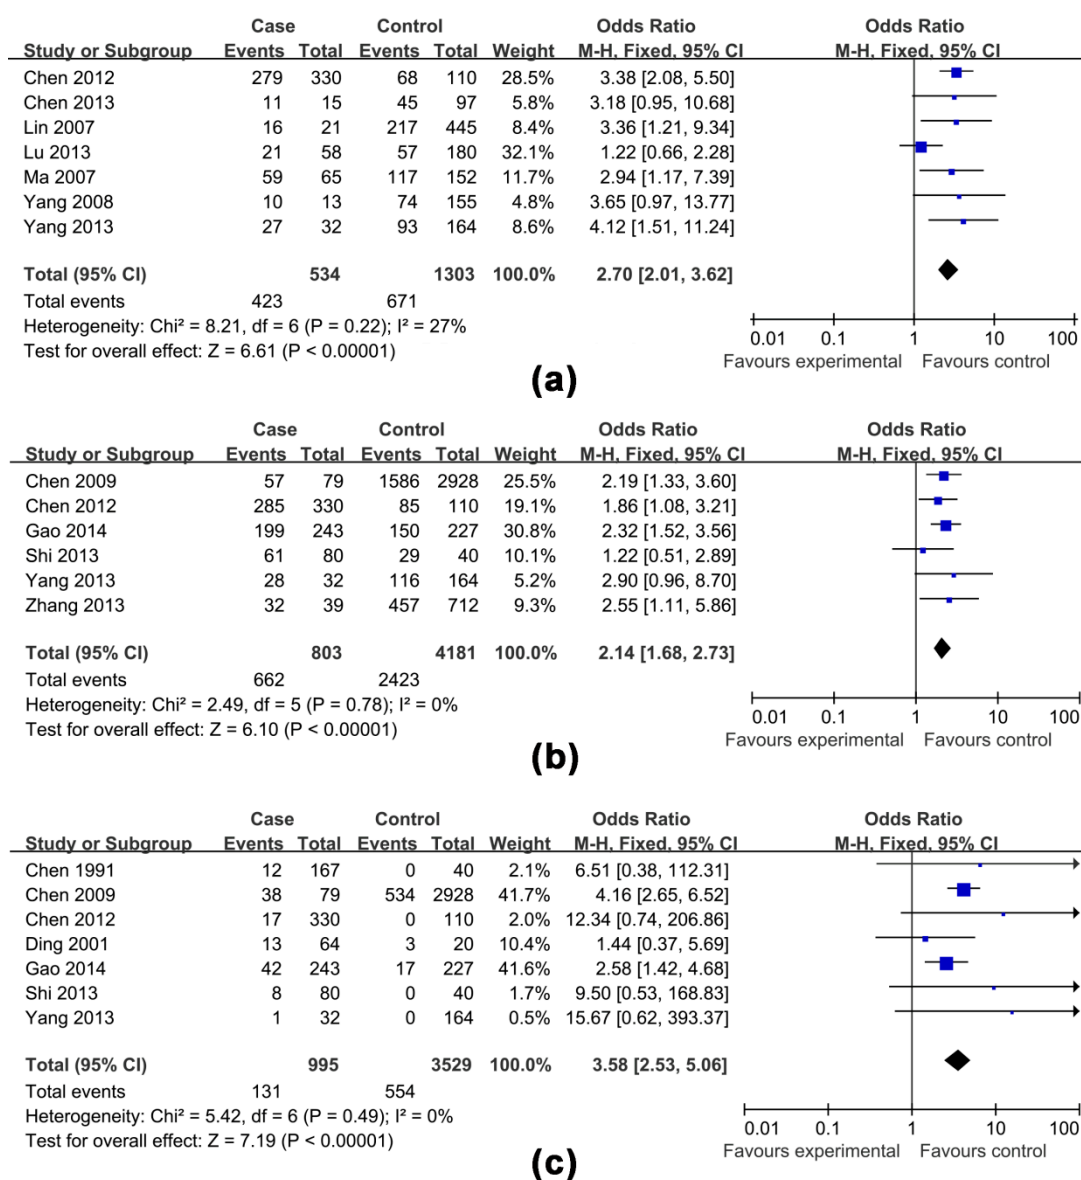 Case Control Odds Ratio Odds Ratio
Study or Subgroup Events Total Events Total Weight M-H, Fixed, 95% CI M-H, Fixed, 95% CI
Chen 2012 279 330 68 110 28.5% 3.38 [2.08, 5.50]
Chen 2013 11 15 45 97 5.8% 3.18 [0.95, 10.68]
Lin 2007 16 21 217 445 8.4% 3.36 [1.21, 9.34]
Lu 2013 21 58 57 180 32.1% 1.22 [0.66, 2.28]
Ma 2007 59 65 117 152 11.7% 2.94 [1.17, 7.39]
Yang 2008 10 13 74 155 4.8% 3.65 [0.97, 13.77]
Yang 2013 27 32 93 164 8.6% 4.12 [1.51, 11.24]
Total (95% CI) 534 1303 100.0% 2.70 [2.01, 3.62]
Total events 423 671
Heterogeneity: Chi² = 8.21, df = 6 (P = 0.22); I² = 27%
Test for overall effect: Z = 6.61 (P < 0.00001)
0.01 0.1 1 10 100
Favours experimental Favours control
(a)
Case Control Odds Ratio Odds Ratio
Study or Subgroup Events Total Events Total Weight M-H, Fixed, 95% CI M-H, Fixed, 95% CI
Chen 2009 57 79 1586 2928 25.5% 2.19 [1.33, 3.60]
Chen 2012 285 330 85 110 19.1% 1.86 [1.08, 3.21]
Gao 2014 199 243 150 227 30.8% 2.32 [1.52, 3.56]
Shi 2013 61 80 29 40 10.1% 1.22 [0.51, 2.89]
Yang 2013 28 32 116 164 5.2% 2.90 [0.96, 8.70]
Zhang 2013 32 39 457 712 9.3% 2.55 [1.11, 5.86]
Total (95% CI) 803 4181 100.0% 2.14 [1.68, 2.73]
Total events 662 2423
Heterogeneity: Chi² = 2.49, df = 5 (P = 0.78); I² = 0%
Test for overall effect: Z = 6.10 (P < 0.00001)
0.01 0.1 1 10 100
Favours experimental Favours control
(b)
Case Control Odds Ratio Odds Ratio
Study or Subgroup Events Total Events Total Weight M-H, Fixed, 95% CI M-H, Fixed, 95% CI
Chen 1991 12 167 0 40 2.1% 6.51 [0.38, 112.31]
Chen 2009 38 79 534 2928 41.7% 4.16 [2.65, 6.52]
Chen 2012 17 330 0 110 2.0% 12.34 [0.74, 206.86]
Ding 2001 13 64 3 20 10.4% 1.44 [0.37, 5.69]
Gao 2014 42 243 17 227 41.6% 2.58 [1.42, 4.68]
Shi 2013 8 80 0 40 1.7% 9.50 [0.53, 168.83]
Yang 2013 1 32 0 164 0.5% 15.67 [0.62, 393.37]
Total (95% CI) 995 3529 100.0% 3.58 [2.53, 5.06]
Total events 131 554
Heterogeneity: Chi² = 5.42, df = 6 (P = 0.49); I² = 0%
Test for overall effect: Z = 7.19 (P < 0.00001)
0.01 0.1 1 10 100
Favours experimental Favours control
(c)